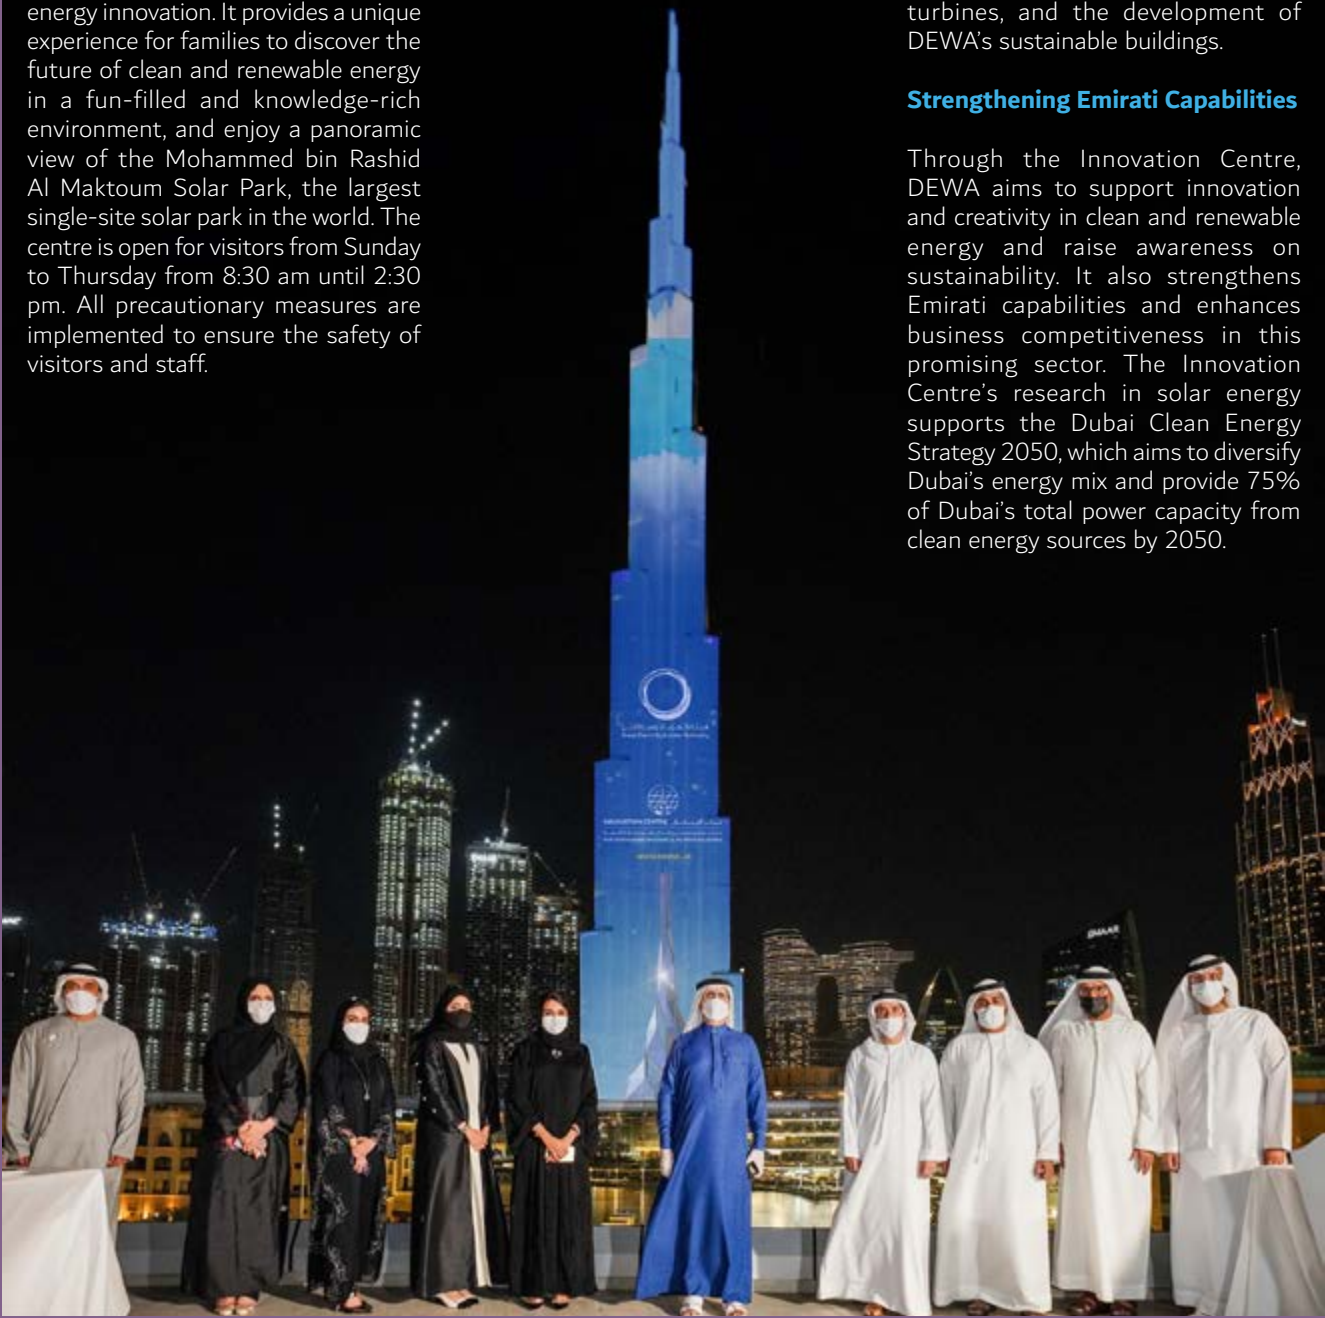 energy innovation. It provides a unique
experience for families to discover the
future of clean and renewable energy
in a fun-filled and knowledge-rich
environment, and enjoy a panoramic
view of the Mohammed bin Rashid
Al Maktoum Solar Park, the largest
single-site solar park in the world. The
centre is open for visitors from Sunday
to Thursday from 8:30 am until 2:30
pm. All precautionary measures are
implemented to ensure the safety of
visitors and staff.
turbines, and the development of
DEWA’s sustainable buildings.
Strengthening Emirati Capabilities
Through the Innovation Centre,
DEWA aims to support innovation
and creativity in clean and renewable
energy and raise awareness on
sustainability. It also strengthens
Emirati capabilities and enhances
business competitiveness in this
promising sector. The Innovation
Centre’s research in solar energy
supports the Dubai Clean Energy
Strategy 2050, which aims to diversify
Dubai’s energy mix and provide 75%
of Dubai’s total power capacity from
clean energy sources by 2050.
INNOVATION CENTRE
EMAAR